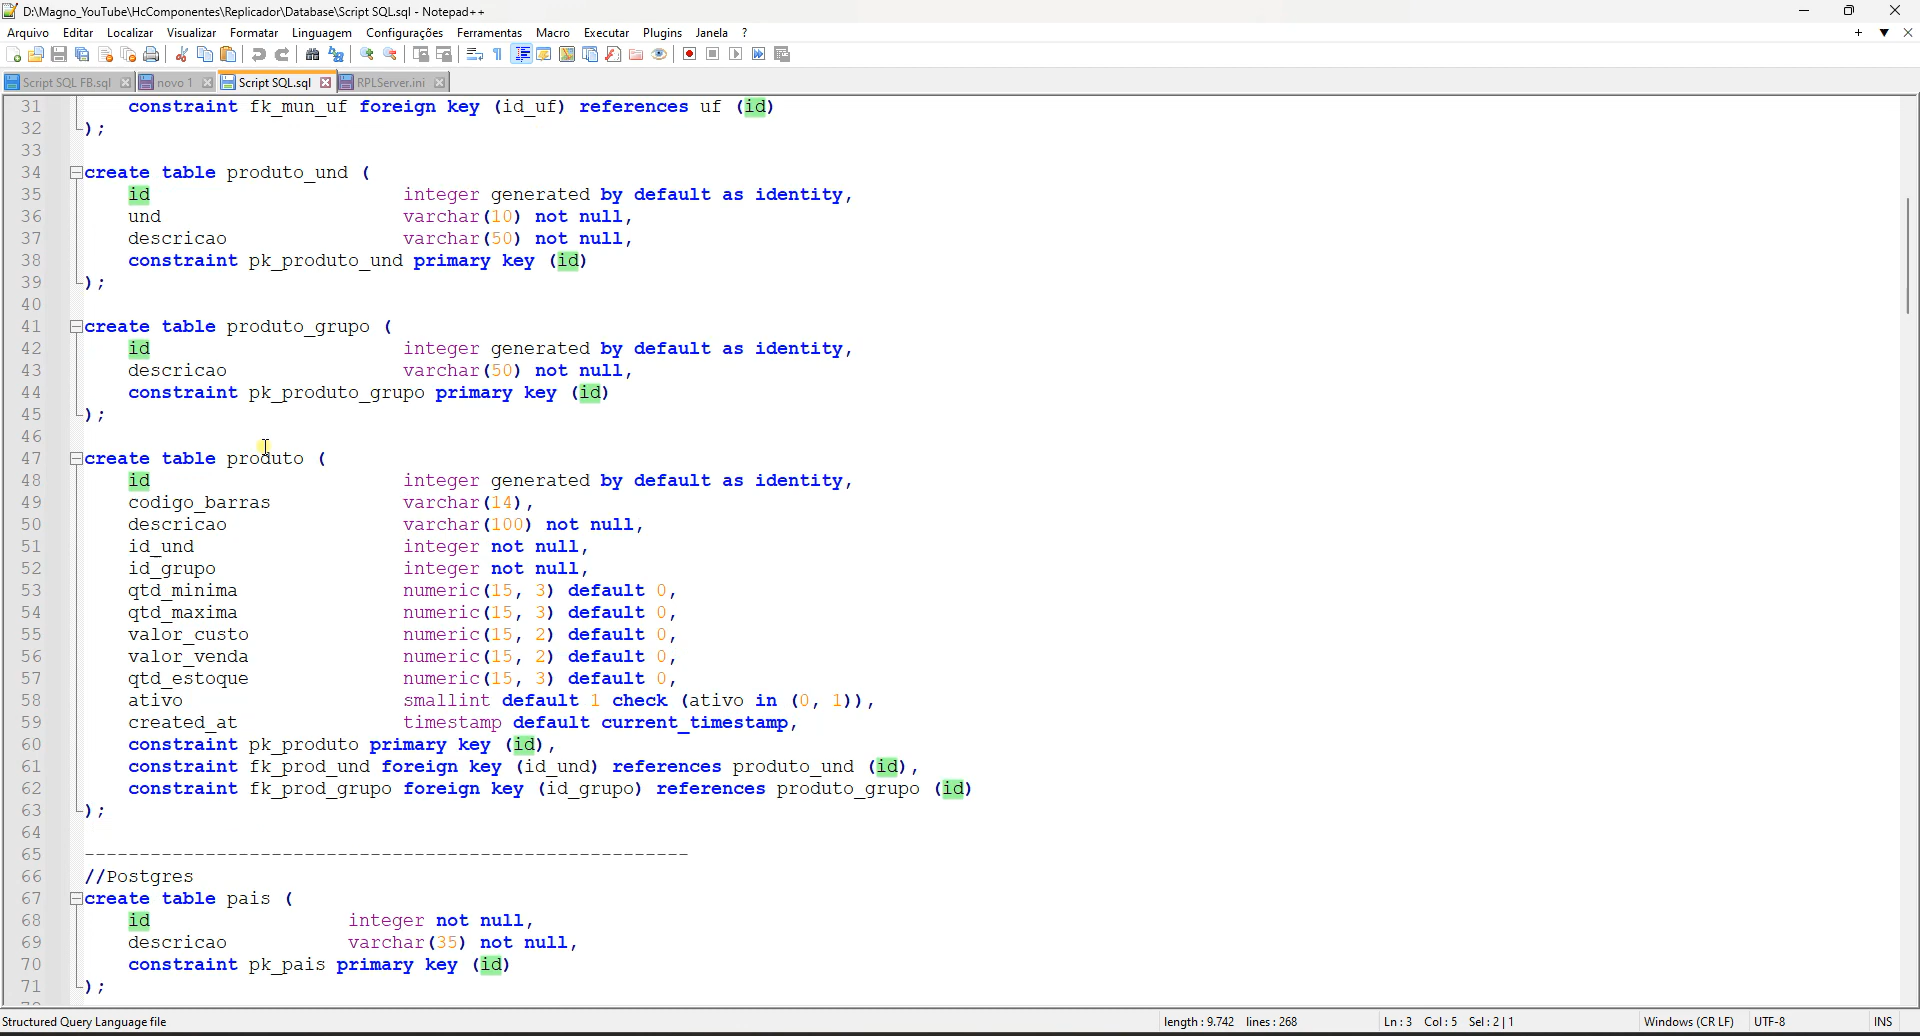 D:\Magno_YouTube\HcComponentes\Replicador\Database\Script SQL.sql - Notepad++
Arquivo Editar Localizar Visualizar Formatar Linguagem Configurações Ferramentas Macro Executar Plugins Janela ?
Script SQL FB.sql novo 1 Script SQL.sql RPLServer.ini
31 constraint fk_mun_uf foreign key (id_uf) references uf (id)
32 );
33
34 create table produto_und (
35 id integer generated by default as identity,
36 und varchar(10) not null,
37 descricao varchar(50) not null,
38 constraint pk_produto_und primary key (id)
39 );
40
41 create table produto_grupo (
42 id integer generated by default as identity,
43 descricao varchar(50) not null,
44 constraint pk_produto_grupo primary key (id)
45 );
46
47 create table produto (
48 id integer generated by default as identity,
49 codigo_barras varchar(14),
50 descricao varchar(100) not null,
51 id_und integer not null,
52 id_grupo integer not null,
53 qtd_minima numeric(15, 3) default 0,
54 qtd_maxima numeric(15, 3) default 0,
55 valor_custo numeric(15, 2) default 0,
56 valor_venda numeric(15, 2) default 0,
57 qtd_estoque numeric(15, 3) default 0,
58 ativo smallint default 1 check (ativo in (0, 1)),
59 created_at timestamp default current_timestamp,
60 constraint pk_produto primary key (id),
61 constraint fk_prod_und foreign key (id_und) references produto_und (id),
62 constraint fk_prod_grupo foreign key (id_grupo) references produto_grupo (id)
63 );
64
65 -------------------------------------------------------
66 //Postgres
67 create table pais (
68 id integer not null,
69 descricao varchar(35) not null,
70 constraint pk_pais primary key (id)
71 );
Structured Query Language file length : 9.742 lines : 268 Ln : 3 Col : 5 Sel : 2 | 1 Windows (CR LF) UTF-8 INS